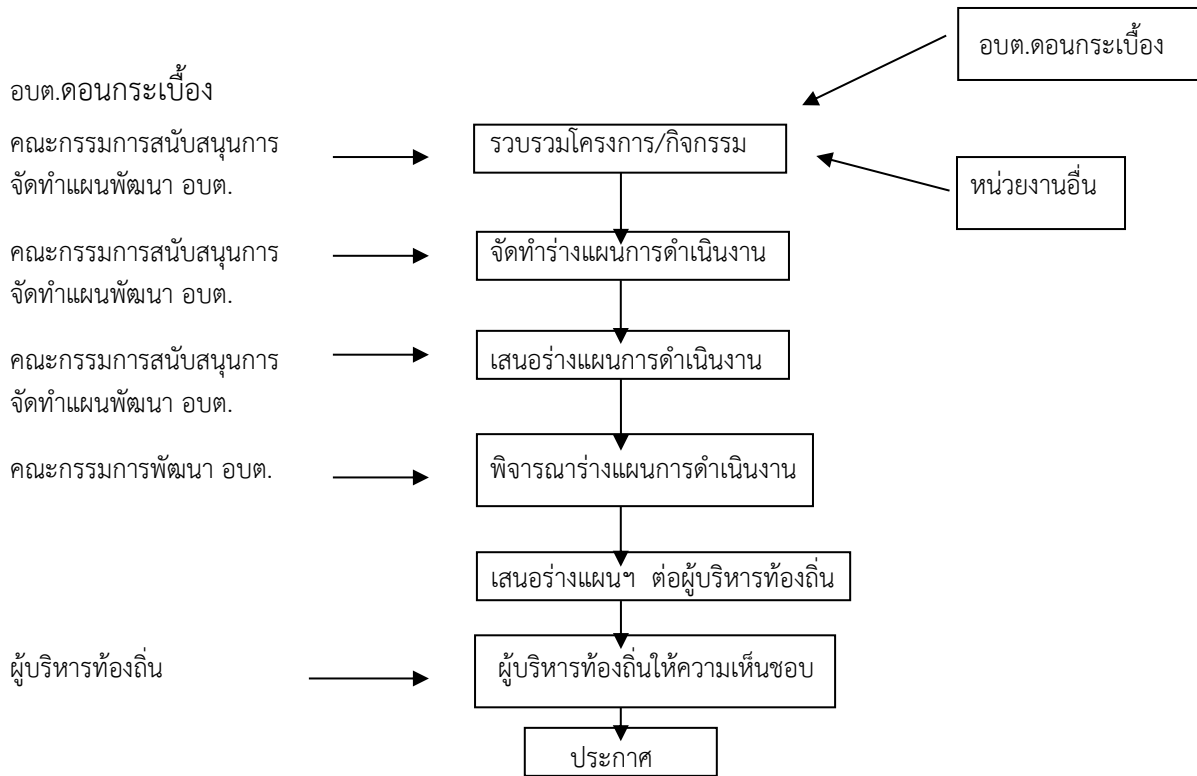 อบต.ดอนกระเบื้อง
อบต.ดอนกระเบื้อง
คณะกรรมการสนับสนุนการ
จัดทำแผนพัฒนา อบต.
รวบรวมโครงการ/กิจกรรม
หน่วยงานอื่น
คณะกรรมการสนับสนุนการ
จัดทำแผนพัฒนา อบต.
จัดทำร่างแผนการดำเนินงาน
คณะกรรมการสนับสนุนการ
จัดทำแผนพัฒนา อบต.
เสนอร่างแผนการดำเนินงาน
คณะกรรมการพัฒนา อบต.
พิจารณาร่างแผนการดำเนินงาน
เสนอร่างแผนฯ ต่อผู้บริหารท้องถิ่น
ผู้บริหารท้องถิ่น
ผู้บริหารท้องถิ่นให้ความเห็นชอบ
ประกาศ